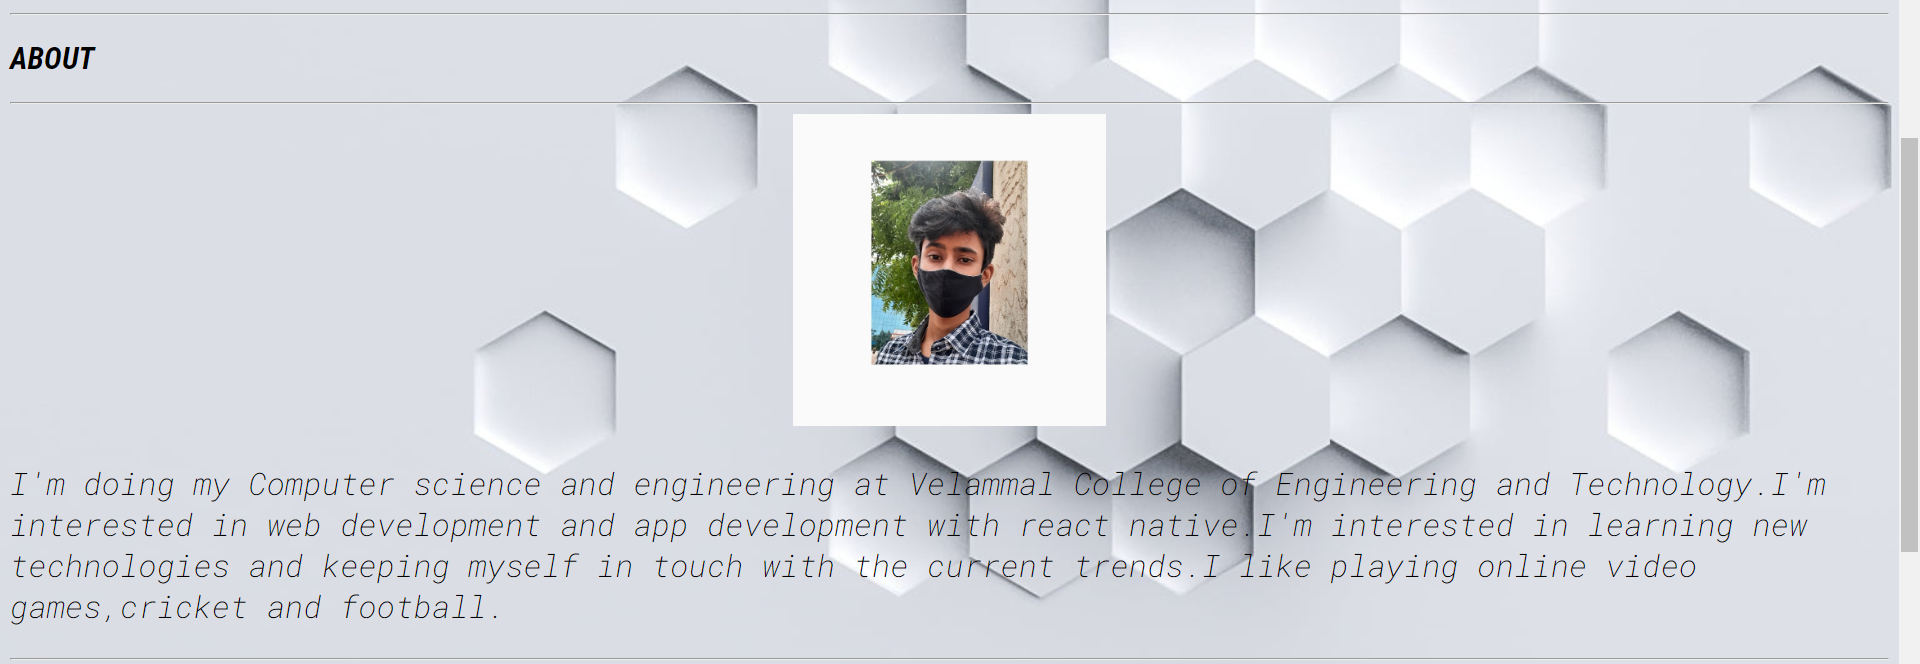 ABOUT
I'm doing my Computer science and engineering at Velammal College of Engineering and Technology.I'm
interested in web development and app development with react native.I'm interested in learning new
technologies and keeping myself in touch with the current trends.I like playing online video
games,cricket and football.